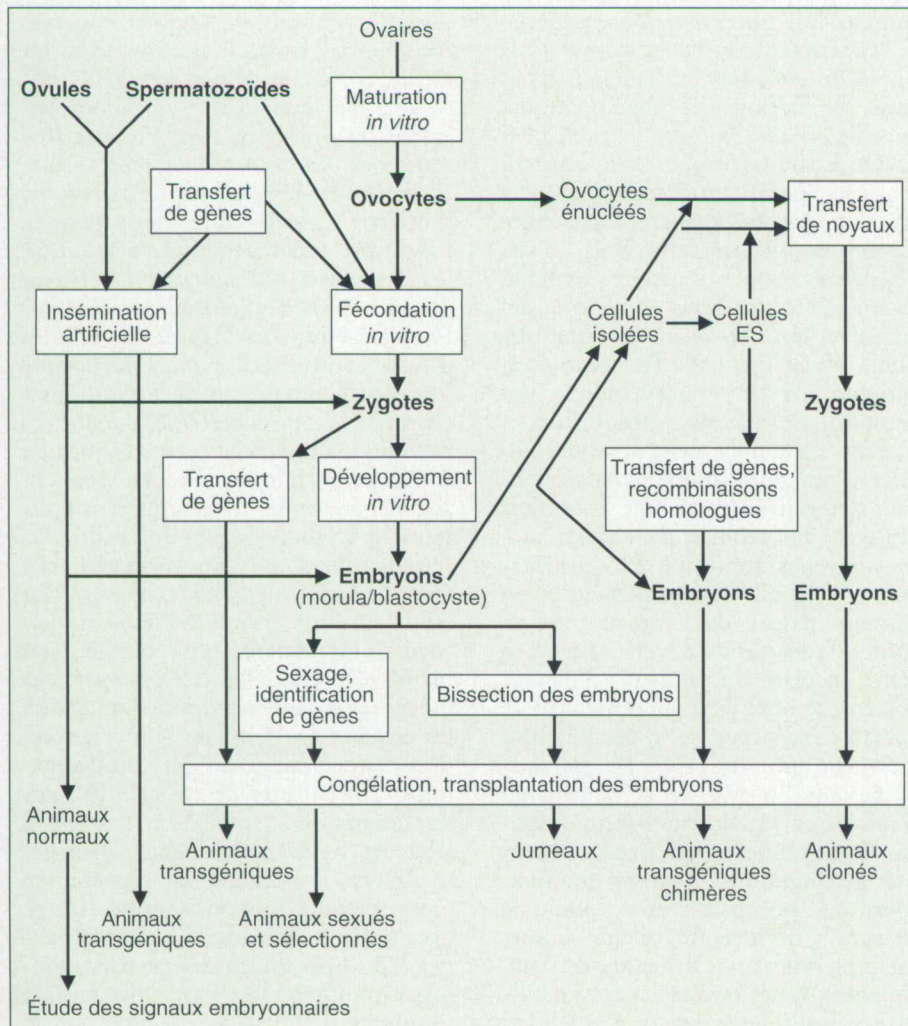 Ovaires
Ovules
Spermatozoïdes
Maturation
in vitro
Transfert
de gènes
Ovocytes
Ovocytes
énucléés
Transfert
de noyaux
Insémination
artificielle
Fécondation
in vitro
Cellules
isolées
Cellules
ES
Zygotes
Zygotes
Transfert
de gènes
Développement
in vitro
Transfert de gènes,
recombinaisons
homologues
Embryons
(morula/blastocyste)
Embryons
Embryons
Sexage,
identification
de gènes
Bissection des embryons
Congélation, transplantation des embryons
Animaux
normaux
Animaux
transgéniques
Jumeaux
Animaux
transgéniques
chimères
Animaux
clonés
Animaux
transgéniques
Animaux sexués
et sélectionnés
Étude des signaux embryonnaires